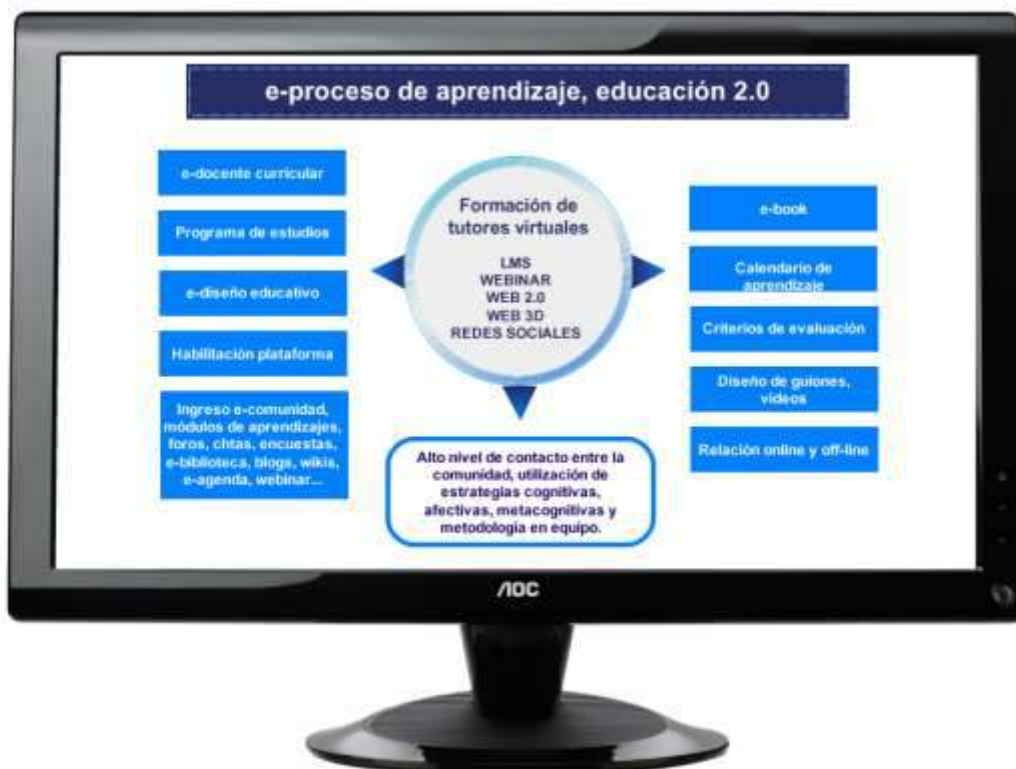 e-proceso de aprendizaje, educación 2.0
e-docente curricular
Programa de estudios
e-diseño educativo
Habilitación plataforma
Ingreso e-comunidad,
módulos de aprendizajes,
foros, chtas, encuestas,
e-biblioteca, blogs, wikis,
e-agenda, webinar...
Formación de
tutores virtuales
LMS
WEBINAR
WEB 2.0
WEB 3D
REDES SOCIALES
Alto nivel de contacto entre la
comunidad, utilización de
estrategias cognitivas,
afectivas, metacognitivas y
metodología en equipo.
e-book
Calendario de
aprendizaje
Criterios de evaluación
Diseño de guiones,
videos
Relación online y off-line
AOC